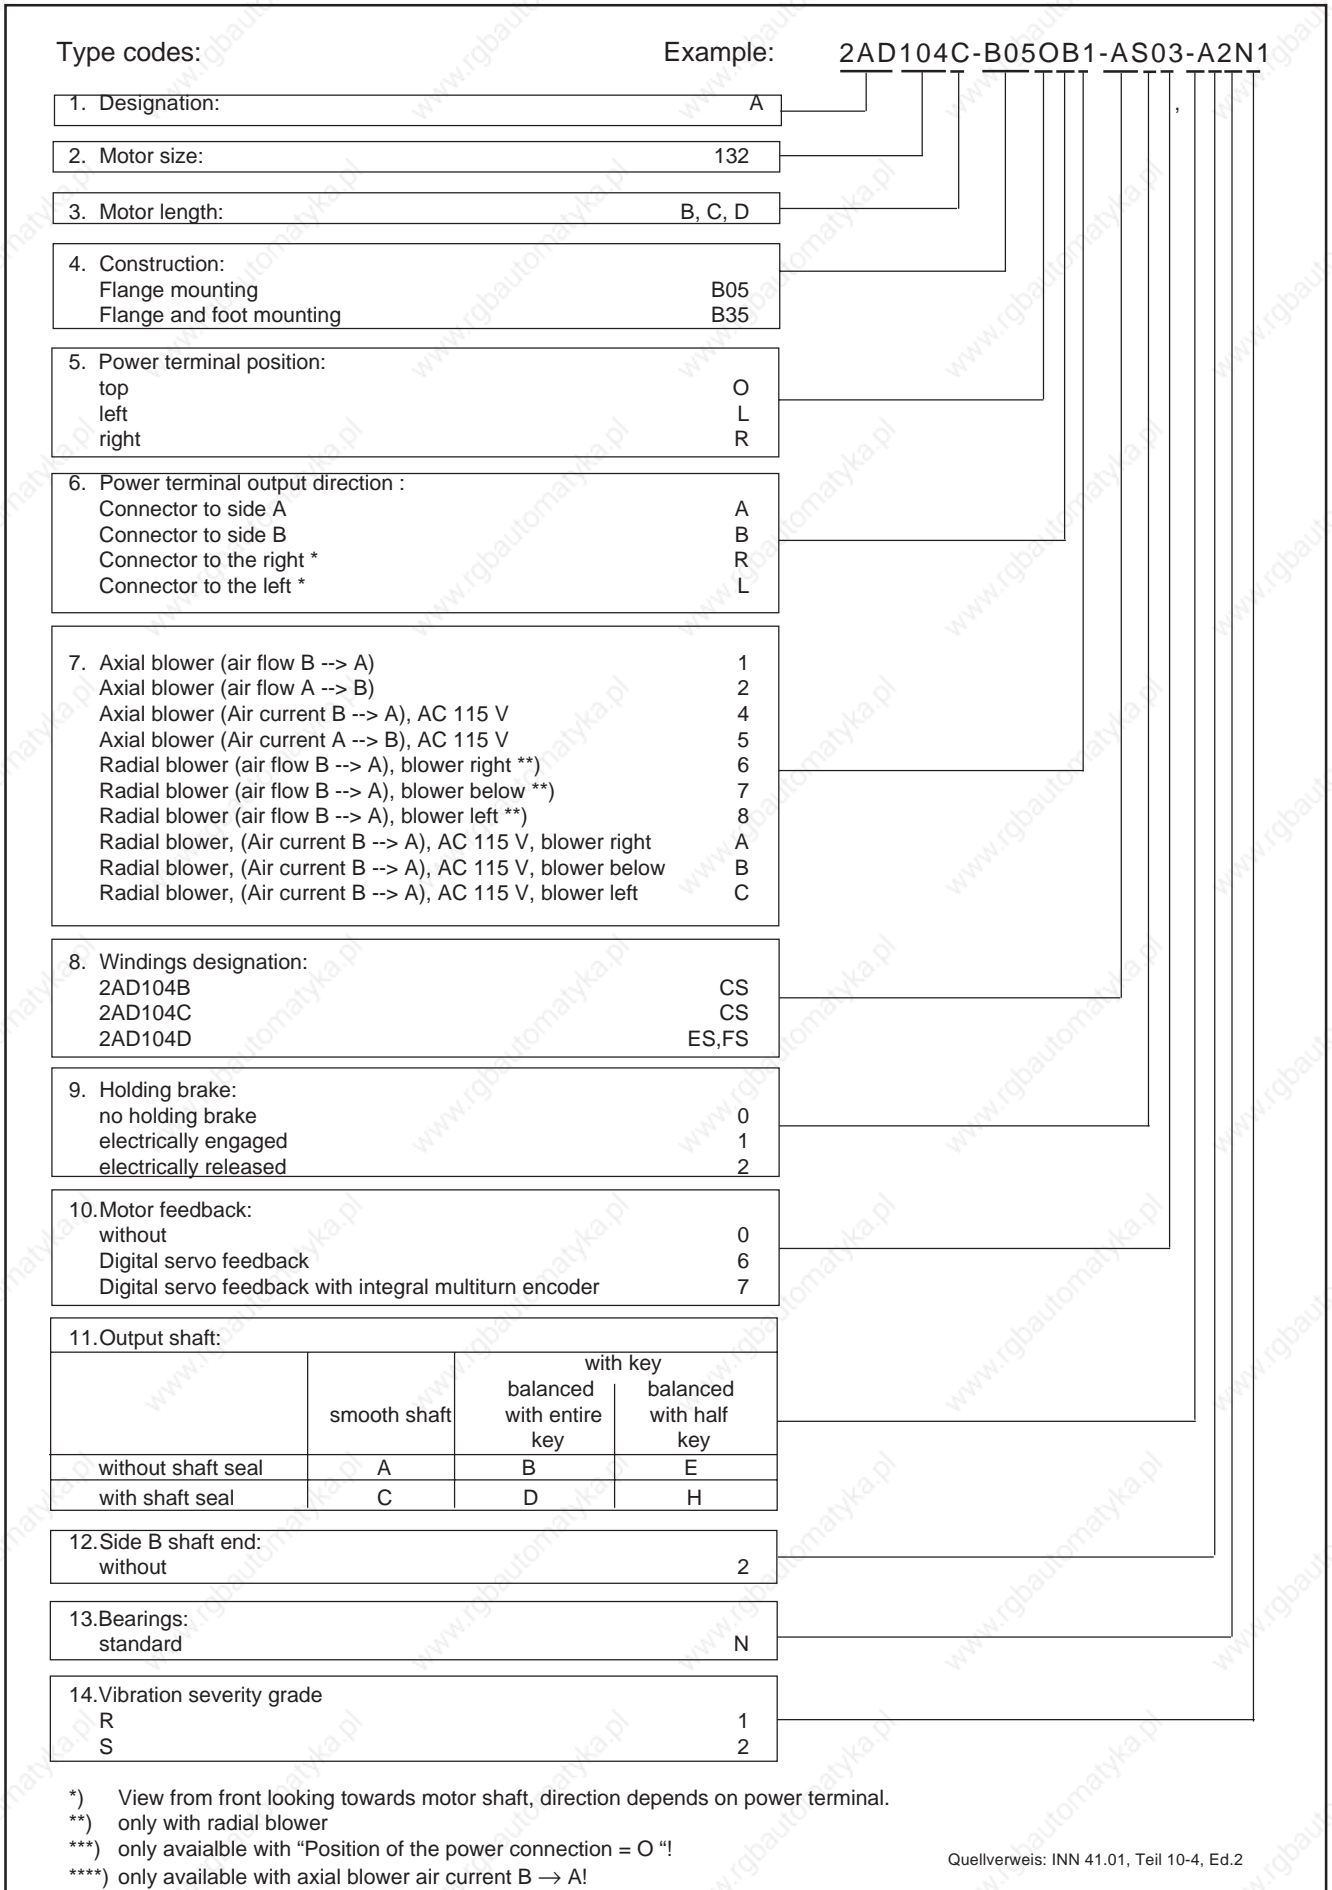 Type codes: Example: 2AD104C-B05OB1-AS03-A2N1
1. Designation: A
,
2. Motor size: 132
3. Motor length: B, C, D
4. Construction:
Flange mounting B05
Flange and foot mounting B35
5. Power terminal position:
top O
left L
right R
6. Power terminal output direction :
Connector to side A A
Connector to side B B
Connector to the right * R
Connector to the left * L
7. Axial blower (air flow B --> A) 1
Axial blower (air flow A --> B) 2
Axial blower (Air current B --> A), AC 115 V 4
Axial blower (Air current A --> B), AC 115 V 5
Radial blower (air flow B --> A), blower right **) 6
Radial blower (air flow B --> A), blower below **) 7
Radial blower (air flow B --> A), blower left **) 8
Radial blower, (Air current B --> A), AC 115 V, blower right A
Radial blower, (Air current B --> A), AC 115 V, blower below B
Radial blower, (Air current B --> A), AC 115 V, blower left C
8. Windings designation:
2AD104B CS
2AD104C CS
2AD104D ES,FS
9. Holding brake:
no holding brake 0
electrically engaged 1
electrically released 2
10.Motor feedback:
without 0
Digital servo feedback 6
Digital servo feedback with integral multiturn encoder 7
11.Output shaft:
with key
balanced balanced
smooth shaft with entire with half
key key
without shaft seal A B E
with shaft seal C D H
12.Side B shaft end:
without 2
13.Bearings:
standard N
14.Vibration severity grade
R 1
S 2
*) View from front looking towards motor shaft, direction depends on power terminal.
**) only with radial blower
***) only avaialble with “Position of the power connection = O “!
****) only available with axial blower air current B → A!
Quellverweis: INN 41.01, Teil 10-4, Ed.2
www.rgbautomatyka.pl